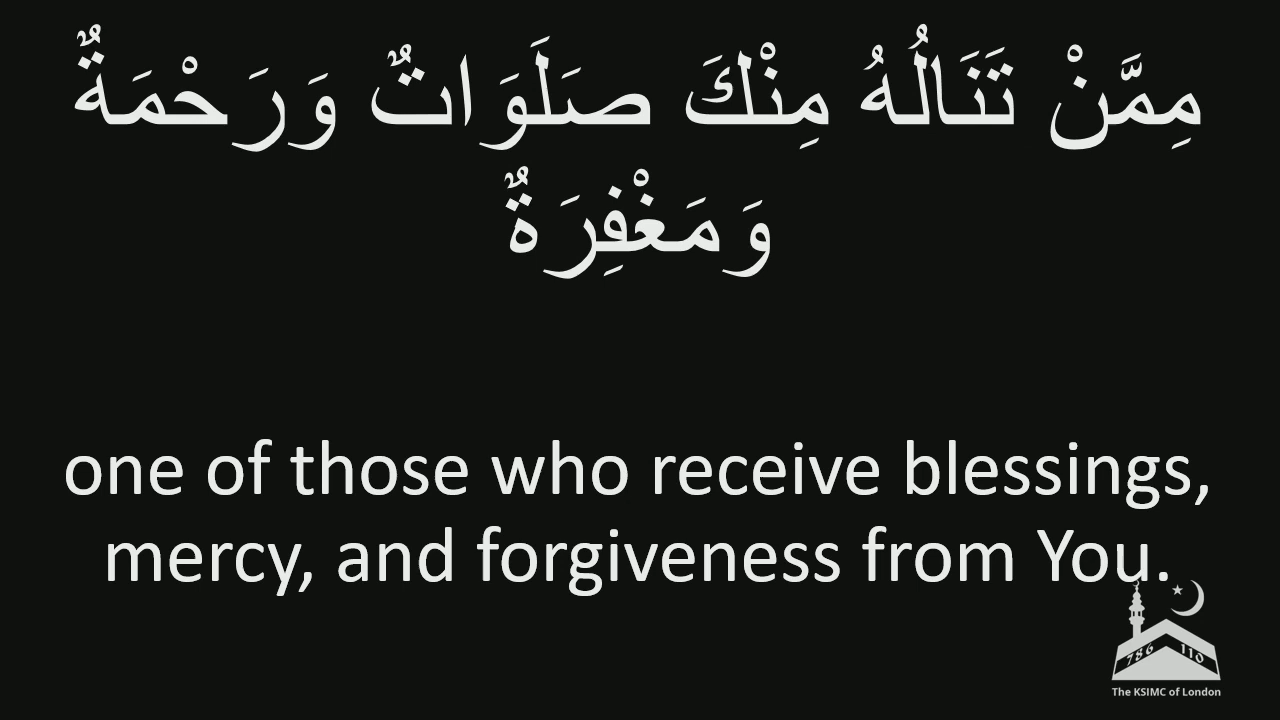 مِمَّنْ تَنَالُهُ مِنْكَ صَلَوَاتٌ وَرَحْمَةٌ
وَمَغْفِرَةٌ
one of those who receive blessings,
mercy, and forgiveness from You.
786 110
The KSIMC of London